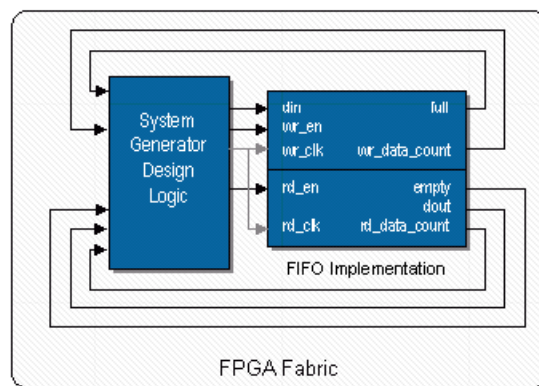 System
Generator
Design
Logic
din full
wr_en
wr_clk wr_data_count
rd_en empty
dout
rd_clk rd_data_count
FIFO Implementation
FPGA Fabric